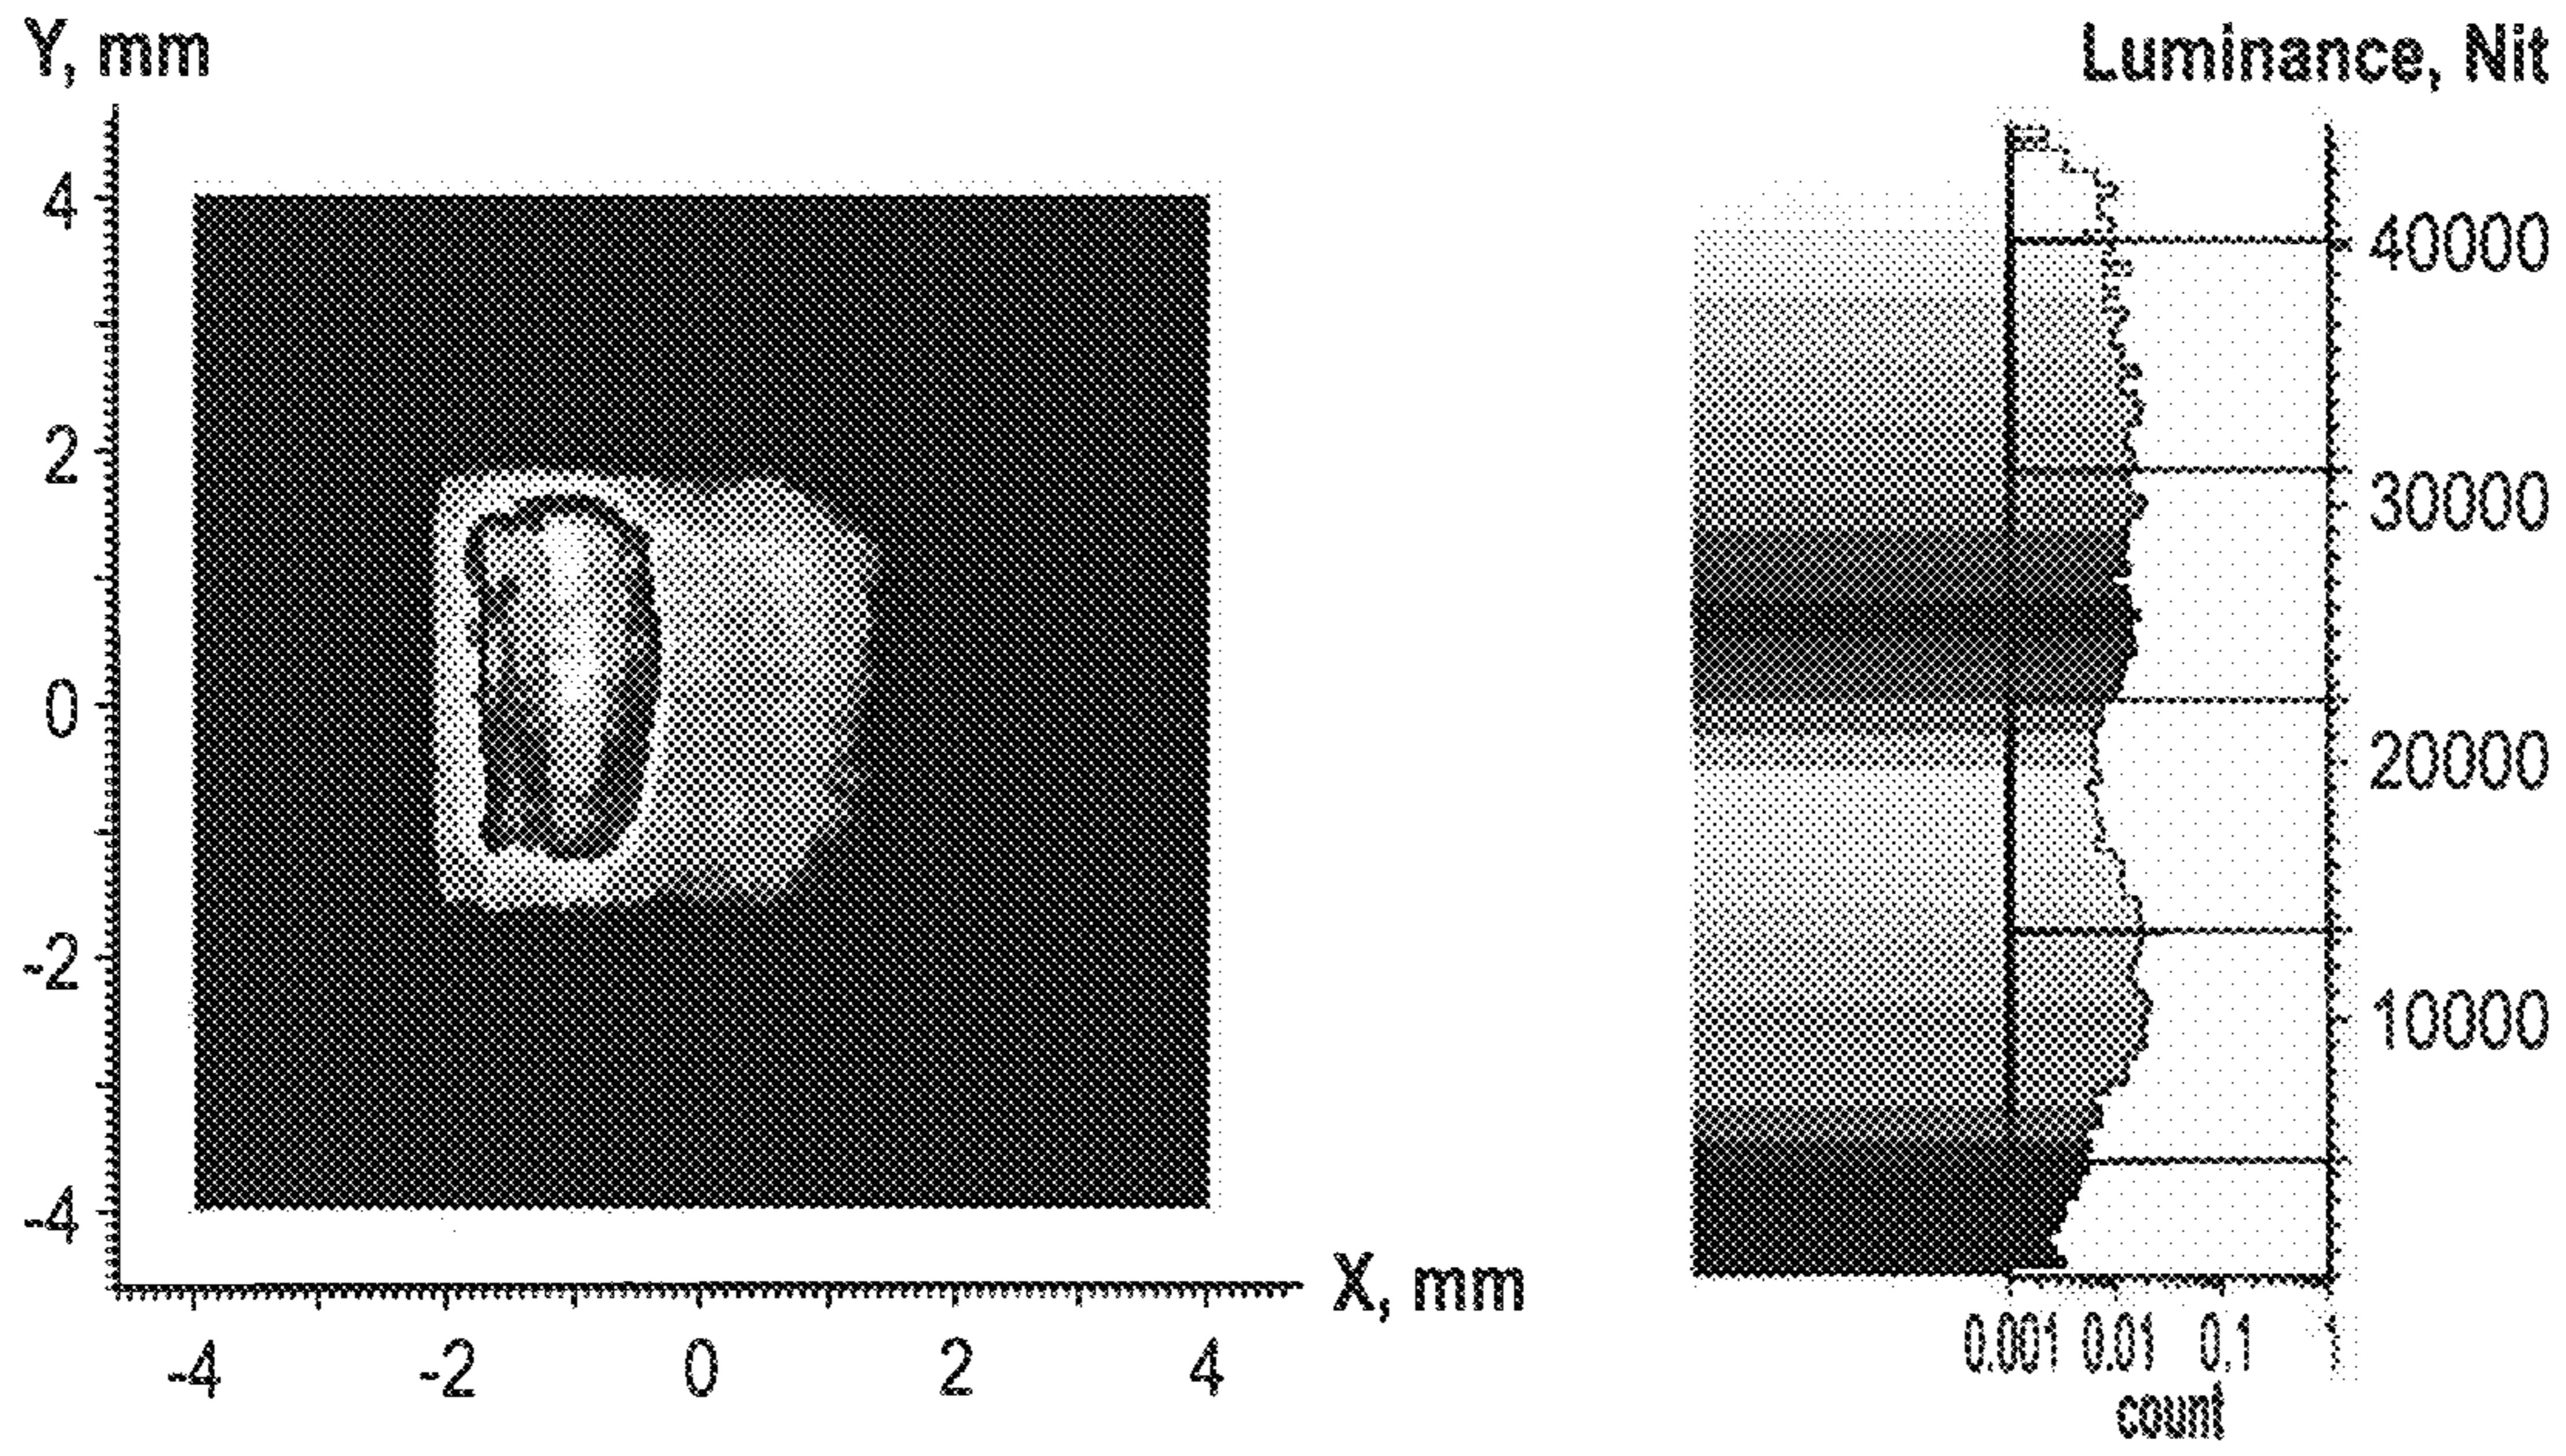 Y, mm
Luminance, Nit
4
2
0
-2
-4
-4 -2 0 2 4
X, mm
40000
30000
20000
10000
0.001 0.01 0.1 1
count